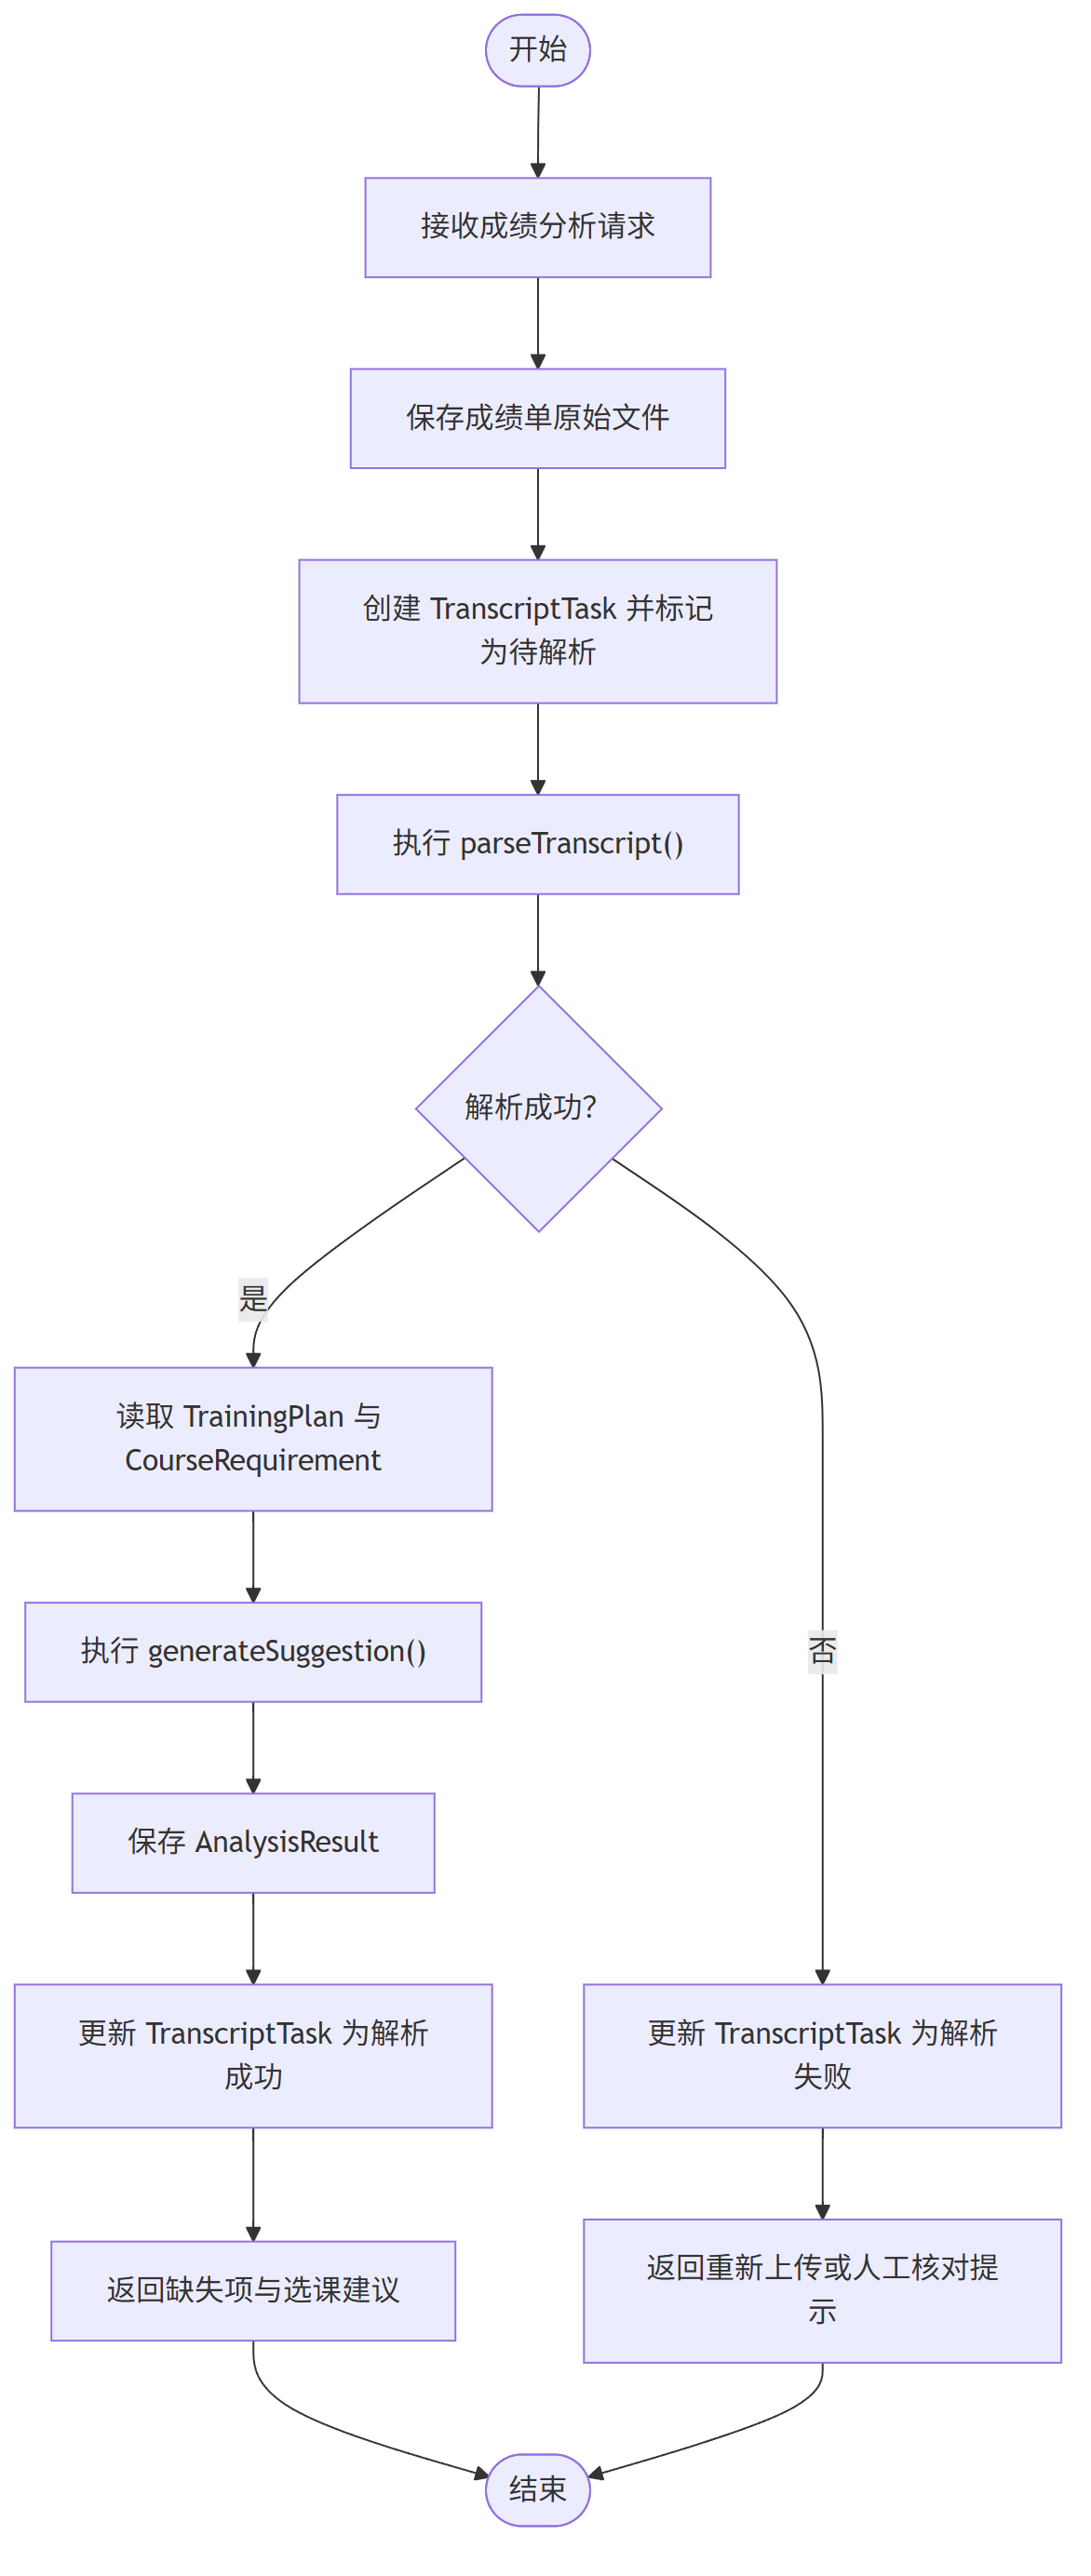 开始
接收成绩分析请求
保存成绩单原始文件
创建 TranscriptTask 并标记
为待解析
执行 parseTranscript()
解析成功？
是
读取 TrainingPlan 与
CourseRequirement
执行 generateSuggestion()
否
保存 AnalysisResult
更新 TranscriptTask 为解析
成功
更新 TranscriptTask 为解析
失败
返回缺失项与选课建议
返回重新上传或人工核对提
示
结束